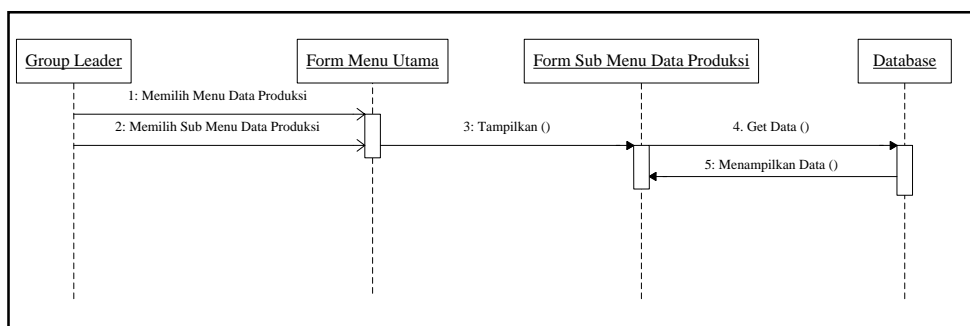 Group Leader
Form Menu Utama
Form Sub Menu Data Produksi
Database
1: Memilih Menu Data Produksi
2: Memilih Sub Menu Data Produksi
3: Tampilkan ()
4. Get Data ()
5: Menampilkan Data ()